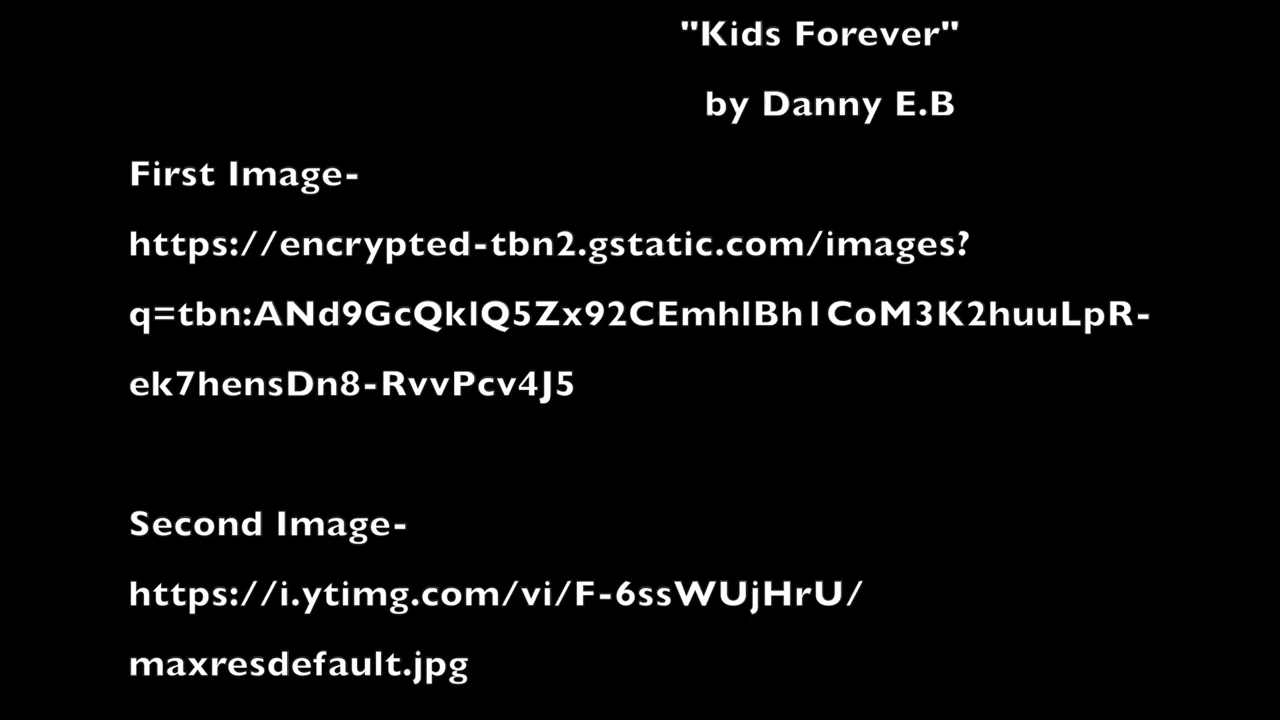 "Kids Forever"
by Danny E.B
First Image-
https://encrypted-tbn2.gstatic.com/images?
q=tbn:ANd9GcQklQ5Zx92CEmhlBh1CoM3K2huuLpR-
ek7hensDn8-RvvPcv4J5
Second Image-
https://i.ytimg.com/vi/F-6ssWUjHrU/
maxresdefault.jpg